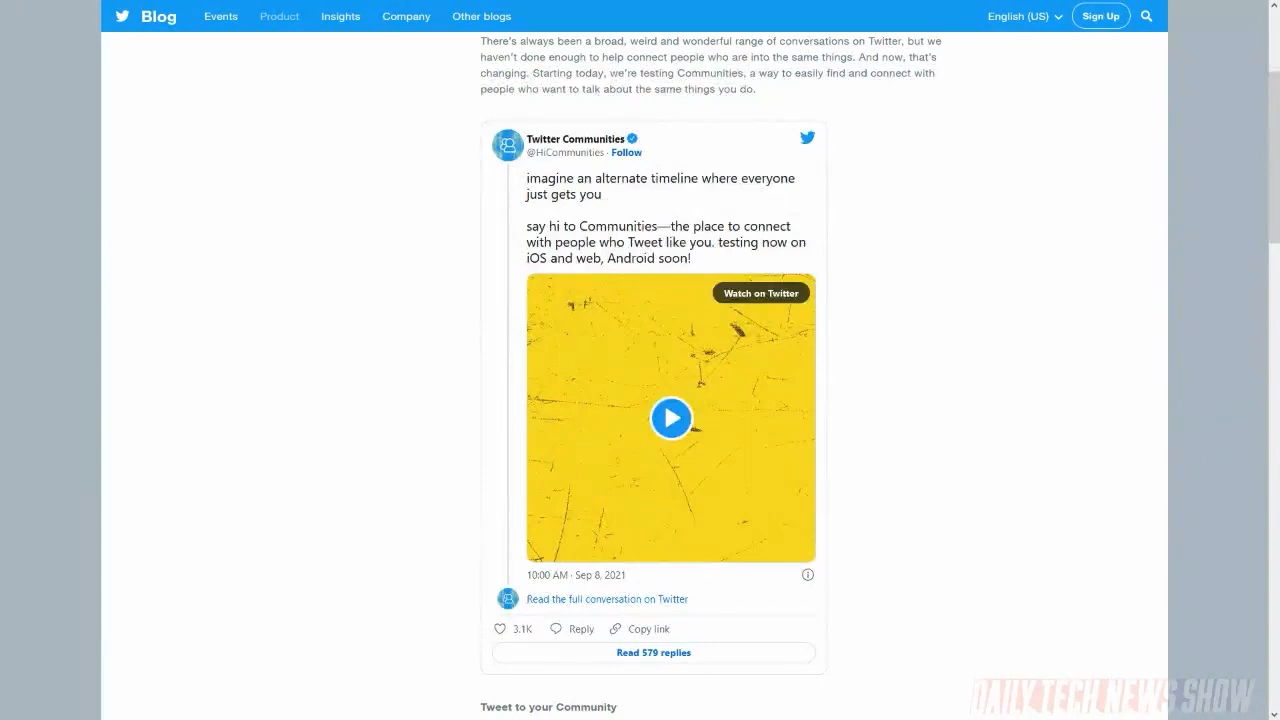 Blog Events Product Insights Company Other blogs English (US) Sign Up
There's always been a broad, weird and wonderful range of conversations on Twitter, but we
haven't done enough to help connect people who are into the same things. And now, that's
changing. Starting today, we're testing Communities, a way to easily find and connect with
people who want to talk about the same things you do.
Twitter Communities
@HiCommunities · Follow
imagine an alternate timeline where everyone
just gets you
say hi to Communities—the place to connect
with people who Tweet like you. testing now on
iOS and web, Android soon!
Watch on Twitter
10:00 AM · Sep 8, 2021
Read the full conversation on Twitter
3.1K Reply Copy link
Read 579 replies
Tweet to your Community
DAILY TECH NEWS SHOW